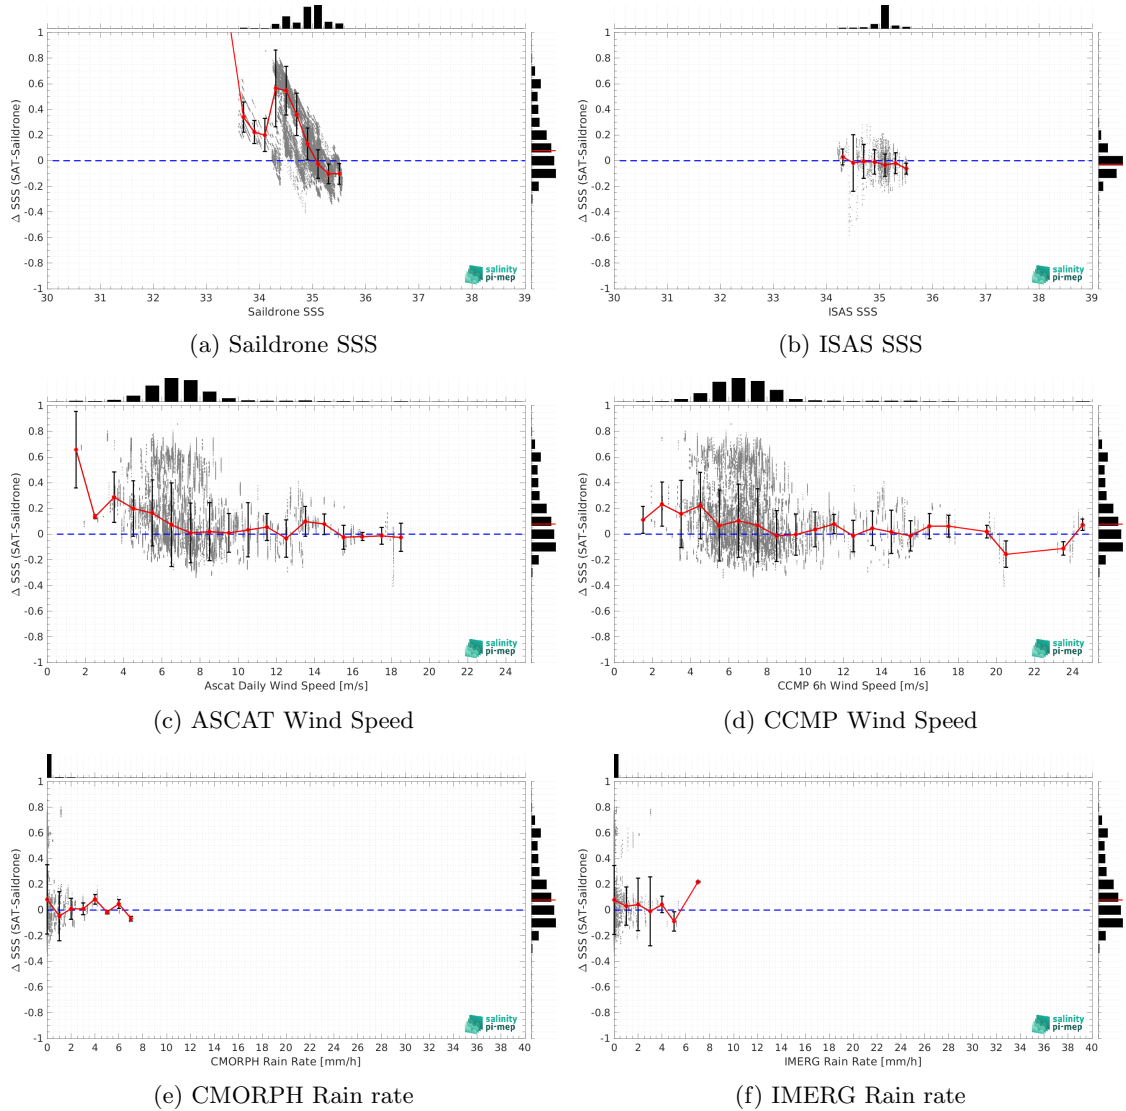 1
0.8
0.6
0.4
0.2
0
-0.2
-0.4
-0.6
-0.8
-1
Δ SSS (SAT-Saildrone)
30 31 32 33 34 35 36 37 38 39
Saildrone SSS
salinity
pi-mep
(a) Saildrone SSS
1
0.8
0.6
0.4
0.2
0
-0.2
-0.4
-0.6
-0.8
-1
Δ SSS (SAT-Saildrone)
30 31 32 33 34 35 36 37 38 39
ISAS SSS
salinity
pi-mep
(b) ISAS SSS
1
0.8
0.6
0.4
0.2
0
-0.2
-0.4
-0.6
-0.8
-1
Δ SSS (SAT-Saildrone)
0 2 4 6 8 10 12 14 16 18 20 22 24
Ascat Daily Wind Speed [m/s]
salinity
pi-mep
(c) ASCAT Wind Speed
1
0.8
0.6
0.4
0.2
0
-0.2
-0.4
-0.6
-0.8
-1
Δ SSS (SAT-Saildrone)
0 2 4 6 8 10 12 14 16 18 20 22 24
CCMP 6h Wind Speed [m/s]
salinity
pi-mep
(d) CCMP Wind Speed
1
0.8
0.6
0.4
0.2
0
-0.2
-0.4
-0.6
-0.8
-1
Δ SSS (SAT-Saildrone)
0 2 4 6 8 10 12 14 16 18 20 22 24 26 28 30 32 34 36 38 40
CMORPH Rain Rate [mm/h]
salinity
pi-mep
(e) CMORPH Rain rate
1
0.8
0.6
0.4
0.2
0
-0.2
-0.4
-0.6
-0.8
-1
Δ SSS (SAT-Saildrone)
0 2 4 6 8 10 12 14 16 18 20 22 24 26 28 30 32 34 36 38 40
IMERG Rain Rate [mm/h]
salinity
pi-mep
(f) IMERG Rain rate